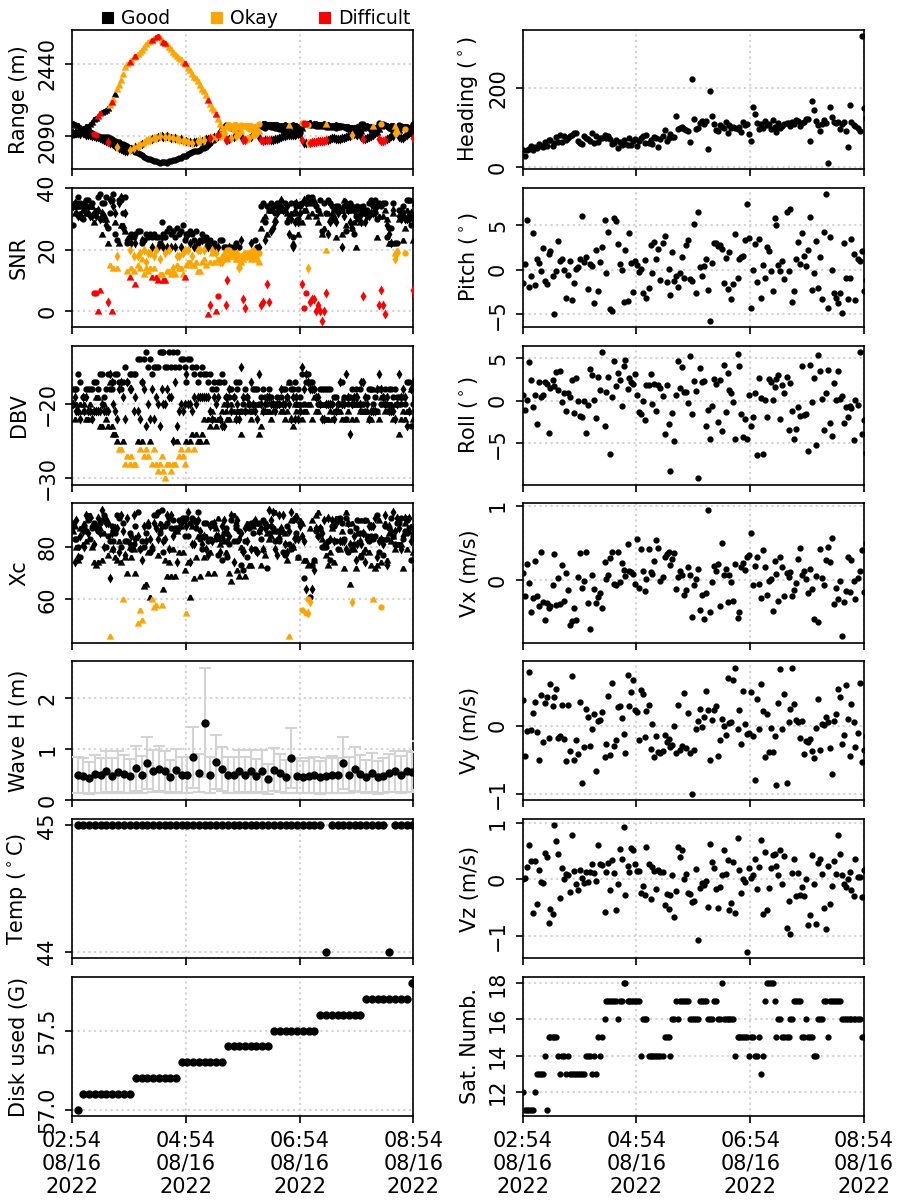 Good Okay Difficult
Range (m)
2440
2090
Heading (°)
200
0
SNR
40
20
0
Pitch (°)
5
0
−5
DBV
−20
−30
Roll (°)
5
0
−5
Xc
80
60
Vx (m/s)
1
0
Wave H (m)
2
1
0
Vy (m/s)
0
−1
Temp (°C)
45
44
Vz (m/s)
1
0
−1
Disk used (G)
57.5
57.0
Sat. Numb.
18
16
14
12
02:54 04:54 06:54 08:54 02:54 04:54 06:54 08:54
08/16 08/16 08/16 08/16 08/16 08/16 08/16 08/16
2022 2022 2022 2022 2022 2022 2022 2022